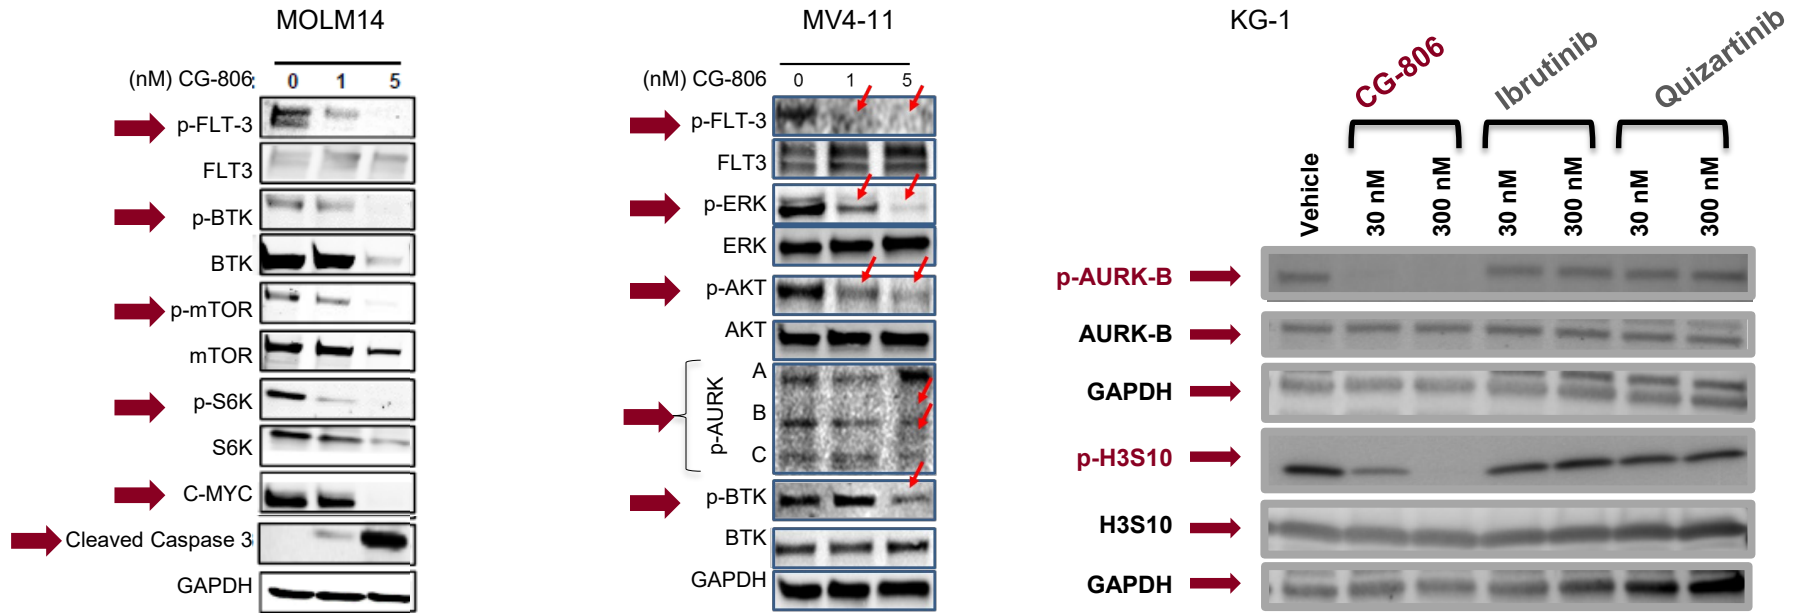 MOLM14
(nM) CG-806 : 0 1 5
p-FLT-3
FLT3
p-BTK
BTK
p-mTOR
mTOR
p-S6K
S6K
C-MYC
Cleaved Caspase 3
GAPDH
MV4-11
(nM) CG-806 0 1 5
p-FLT-3
FLT3
p-ERK
ERK
p-AKT
AKT
p-AURK
A
B
C
p-BTK
BTK
GAPDH
KG-1
CG-806
Ibrutinib
Quizartinib
Vehicle
30 nM
300 nM
30 nM
300 nM
30 nM
300 nM
p-AURK-B
AURK-B
GAPDH
p-H3S10
H3S10
GAPDH